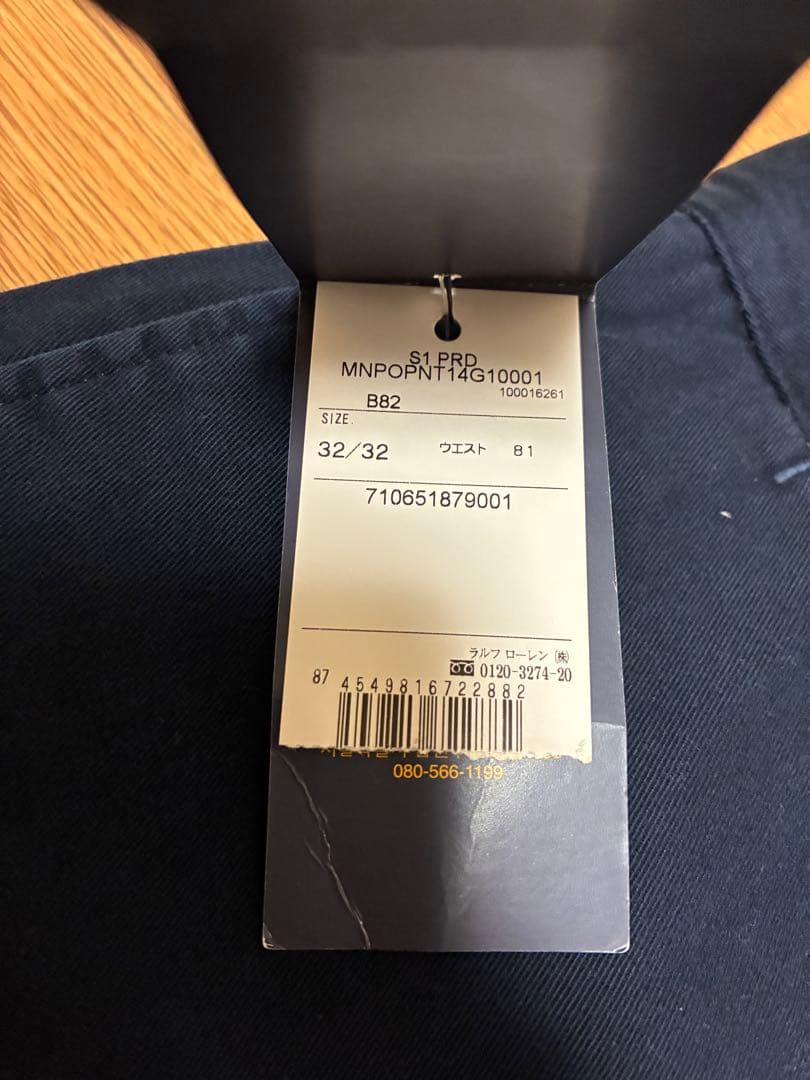 S1 PRD
MNPOPNT14G10001
100016261
B82
SIZE.
32/32 ウエスト 81
710651879001
ラルフ ローレン ㈱
0120-3274-20
87 4549816722882
080-566-1199